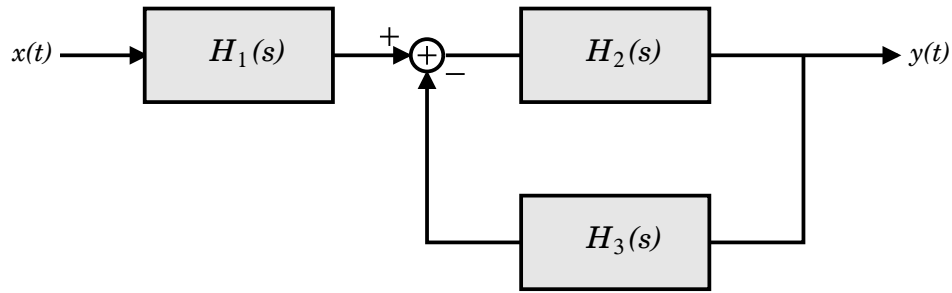 x(t) H₁(s) + + − H₂(s) y(t)
H₃(s)